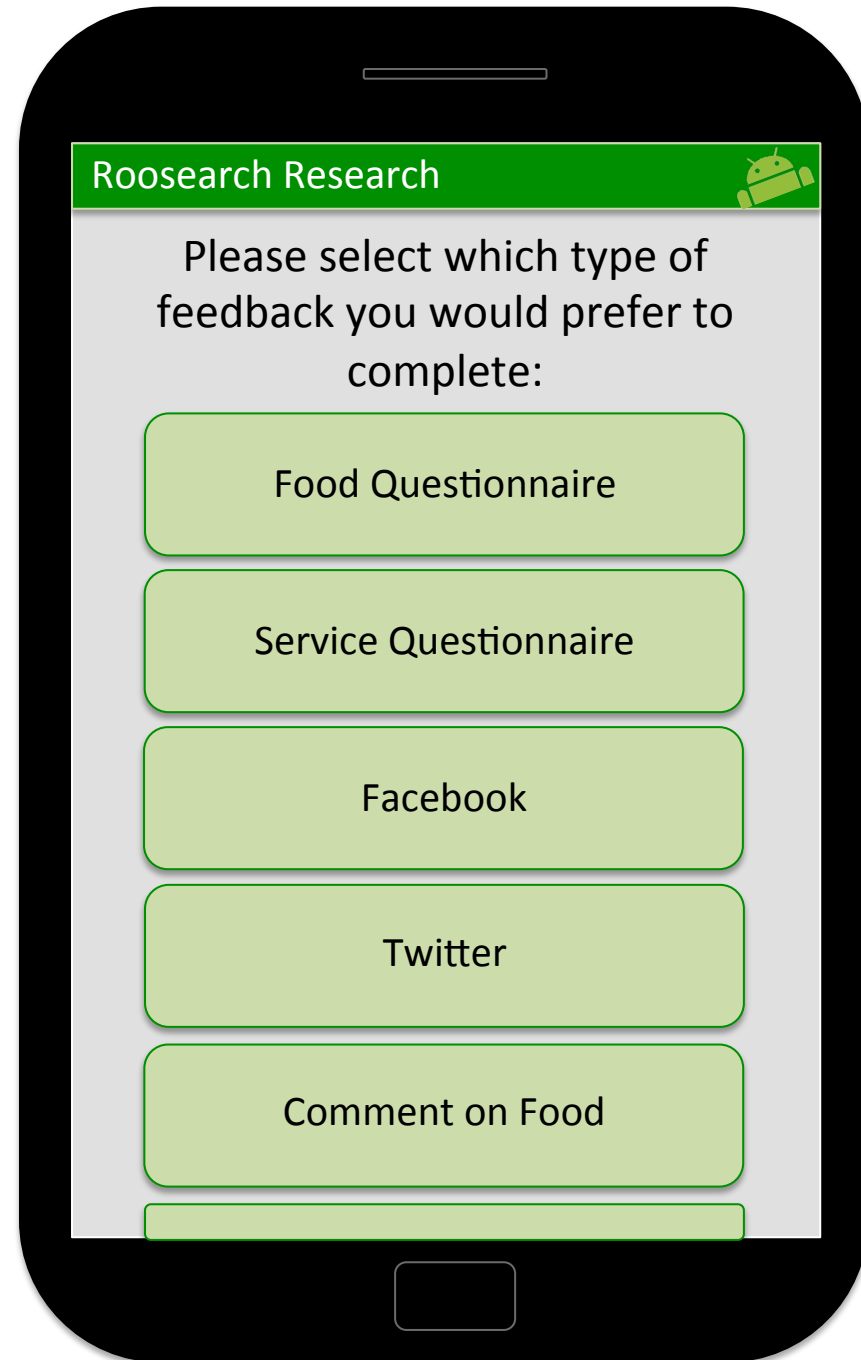 Roosearch Research
Please select which type of
feedback you would prefer to
complete:
Food Questionnaire
Service Questionnaire
Facebook
Twitter
Comment on Food